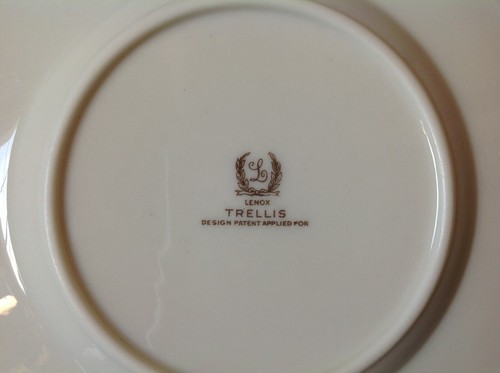 L
LENOX
TRELLIS
DESIGN PATENT APPLIED FOR